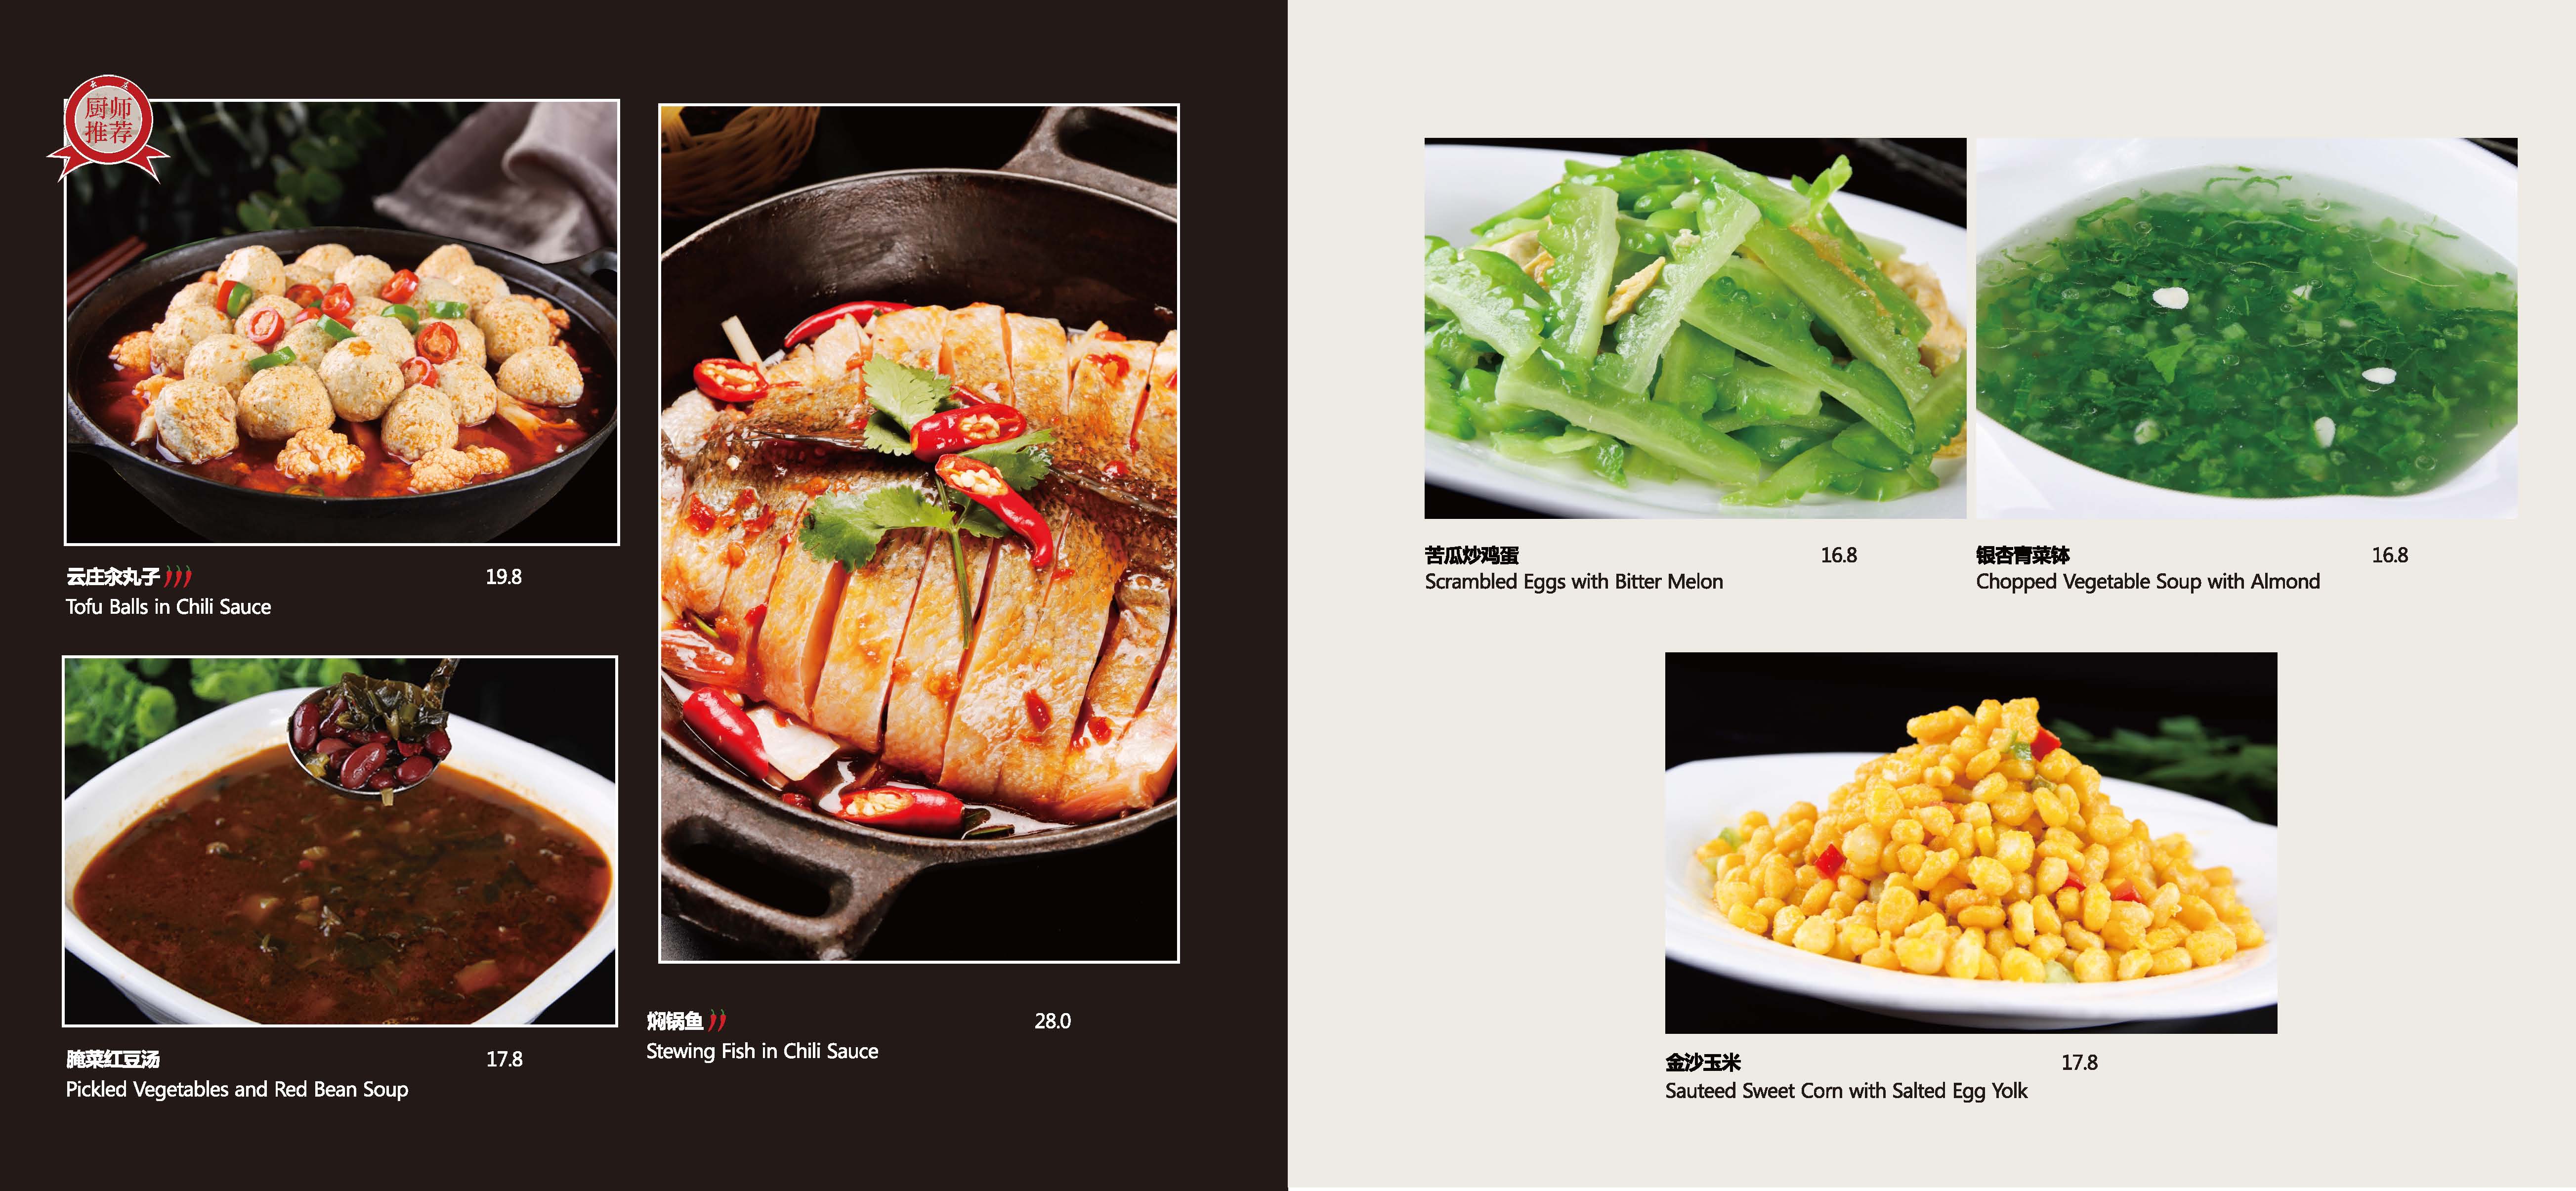 厨师
推荐
云庄汆丸子 19.8
Tofu Balls in Chili Sauce
腌菜红豆汤 17.8
Pickled Vegetables and Red Bean Soup
焖锅鱼 28.0
Stewing Fish in Chili Sauce
苦瓜炒鸡蛋 16.8
Scrambled Eggs with Bitter Melon
银杏青菜钵 16.8
Chopped Vegetable Soup with Almond
金沙玉米 17.8
Sauteed Sweet Corn with Salted Egg Yolk